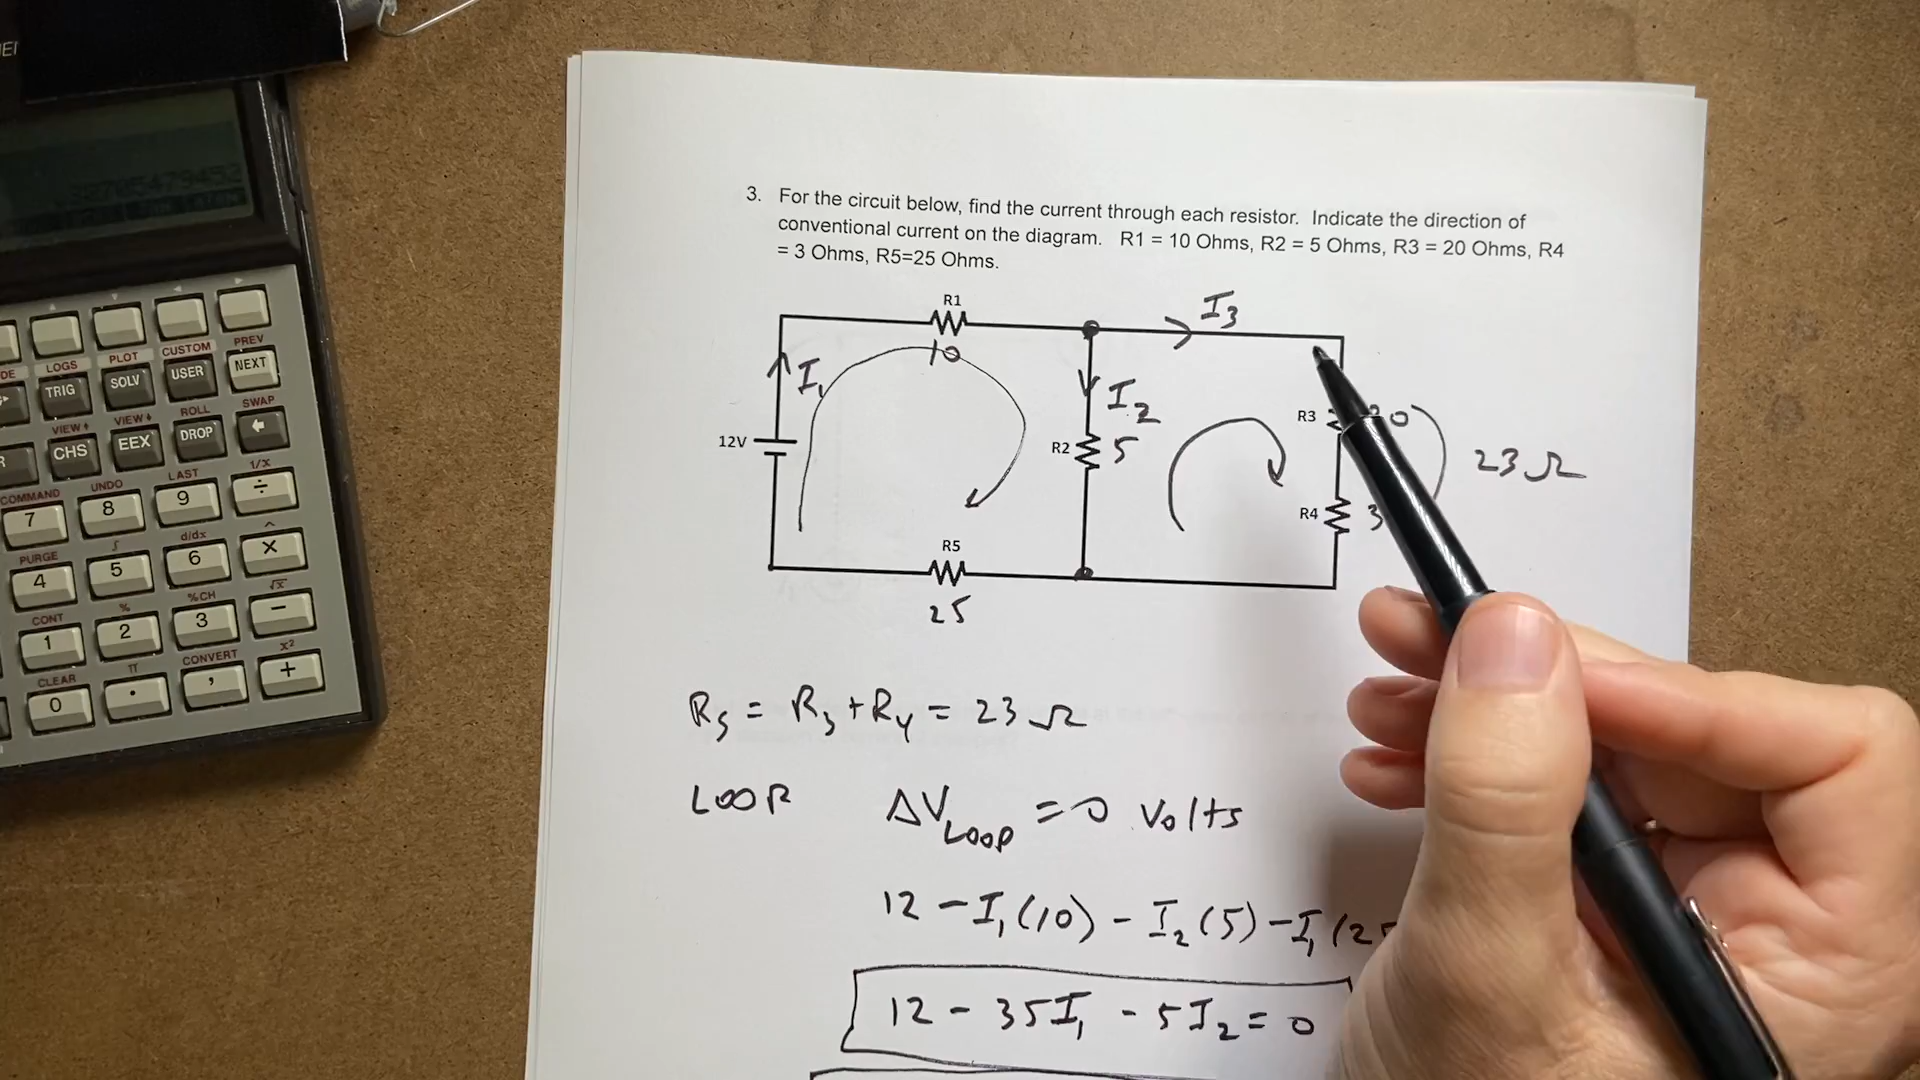 3. For the circuit below, find the current through each resistor. Indicate the direction of
conventional current on the diagram. R1 = 10 Ohms, R2 = 5 Ohms, R3 = 20 Ohms, R4
= 3 Ohms, R5=25 Ohms.
R1
10
I3
I1
I2
12V
R2 5
R3
R4 3
23 Ω
R5
25
RS = R3 + R4 = 23 Ω
LOOP ΔVLOOP = 0 Volts
12 - I1(10) - I2(5) - I1(25
12 - 35I1 - 5I2 = 0
LOGS PLOT CUSTOM PREV
TRIG SOLV USER NEXT
VIEW VIEW ROLL SWAP
CHS EEX DROP
COMMAND UNDO LAST 1/x
7 8 9 ÷
PURGE ∫ d/dx ^
4 5 6 ×
CONT % %CH √x
1 2 3 −
CLEAR π CONVERT x²
0 . , +